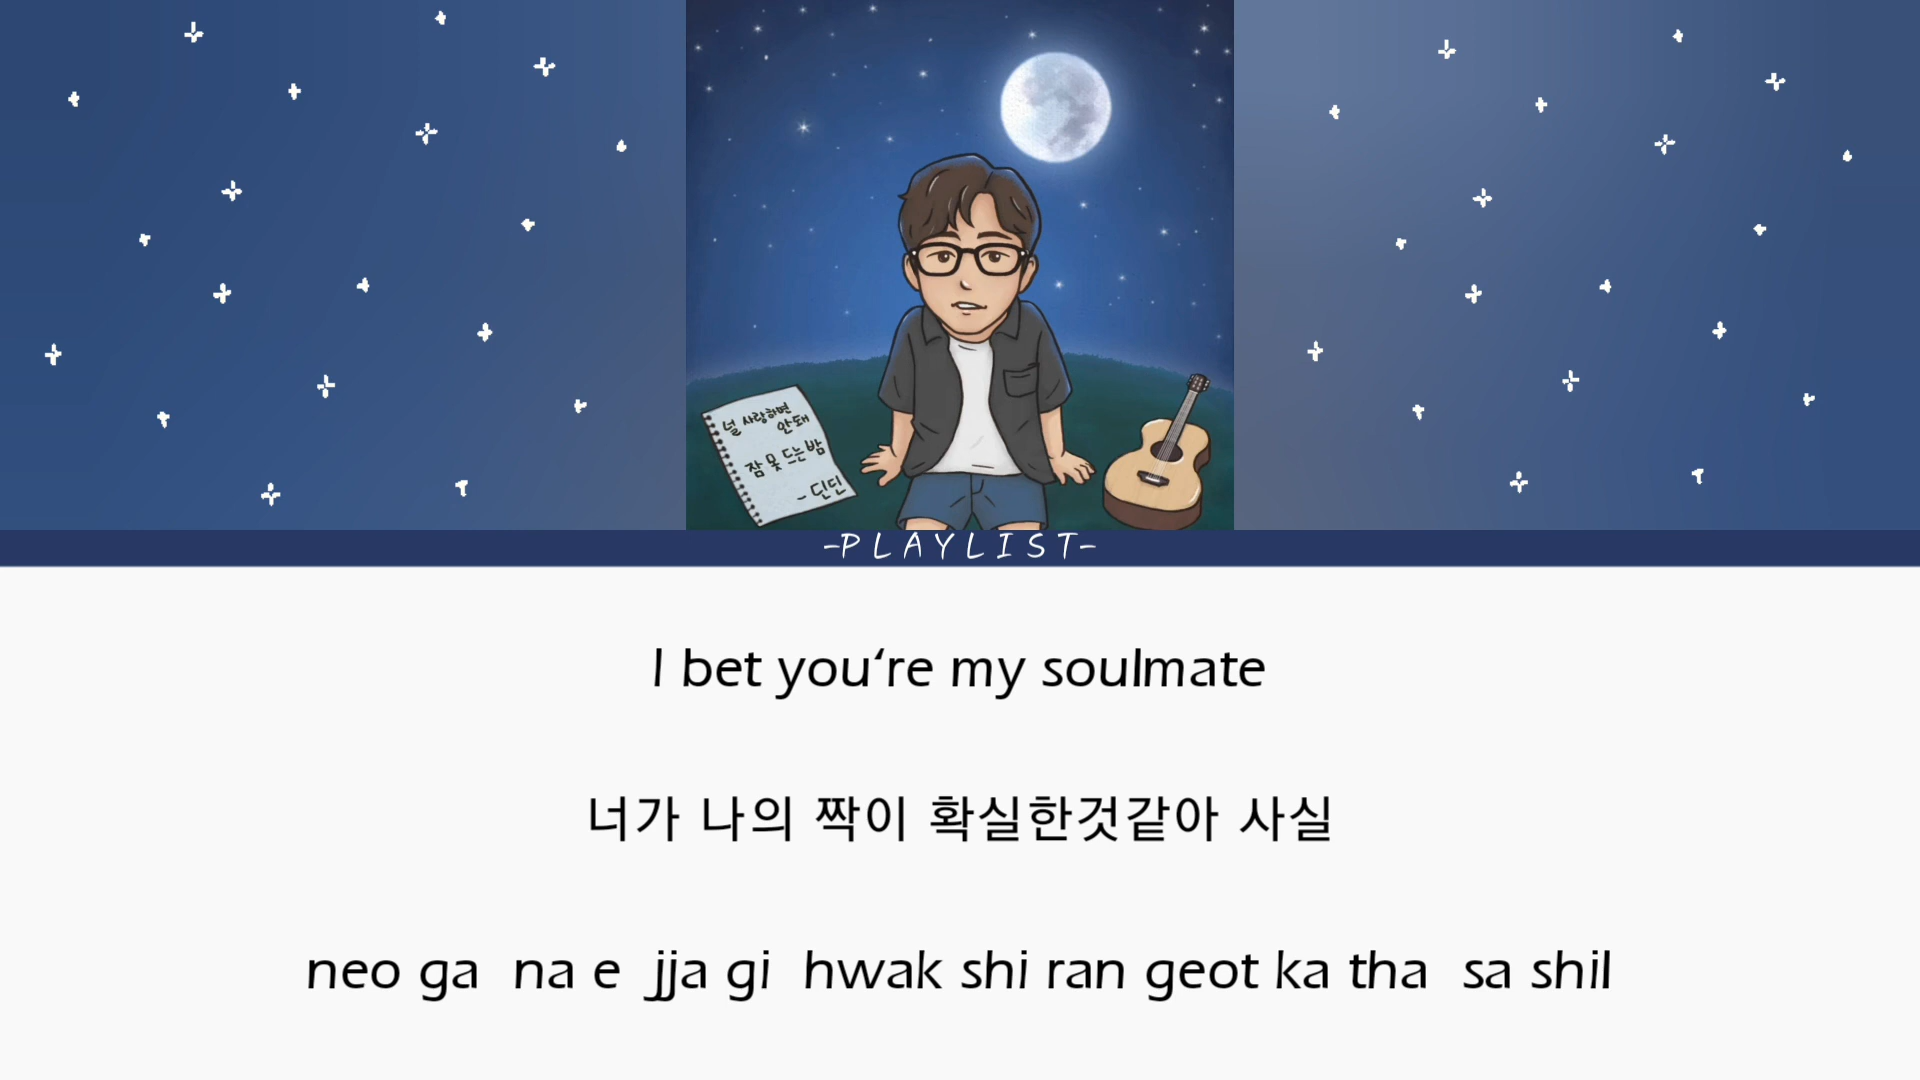 널 사랑하면
안돼
잠 못 드는 밤
- 딘딘
-PLAYLIST-
I bet you‘re my soulmate
너가 나의 짝이 확실한것같아 사실
neo ga na e jja gi hwak shi ran geot ka tha sa shil